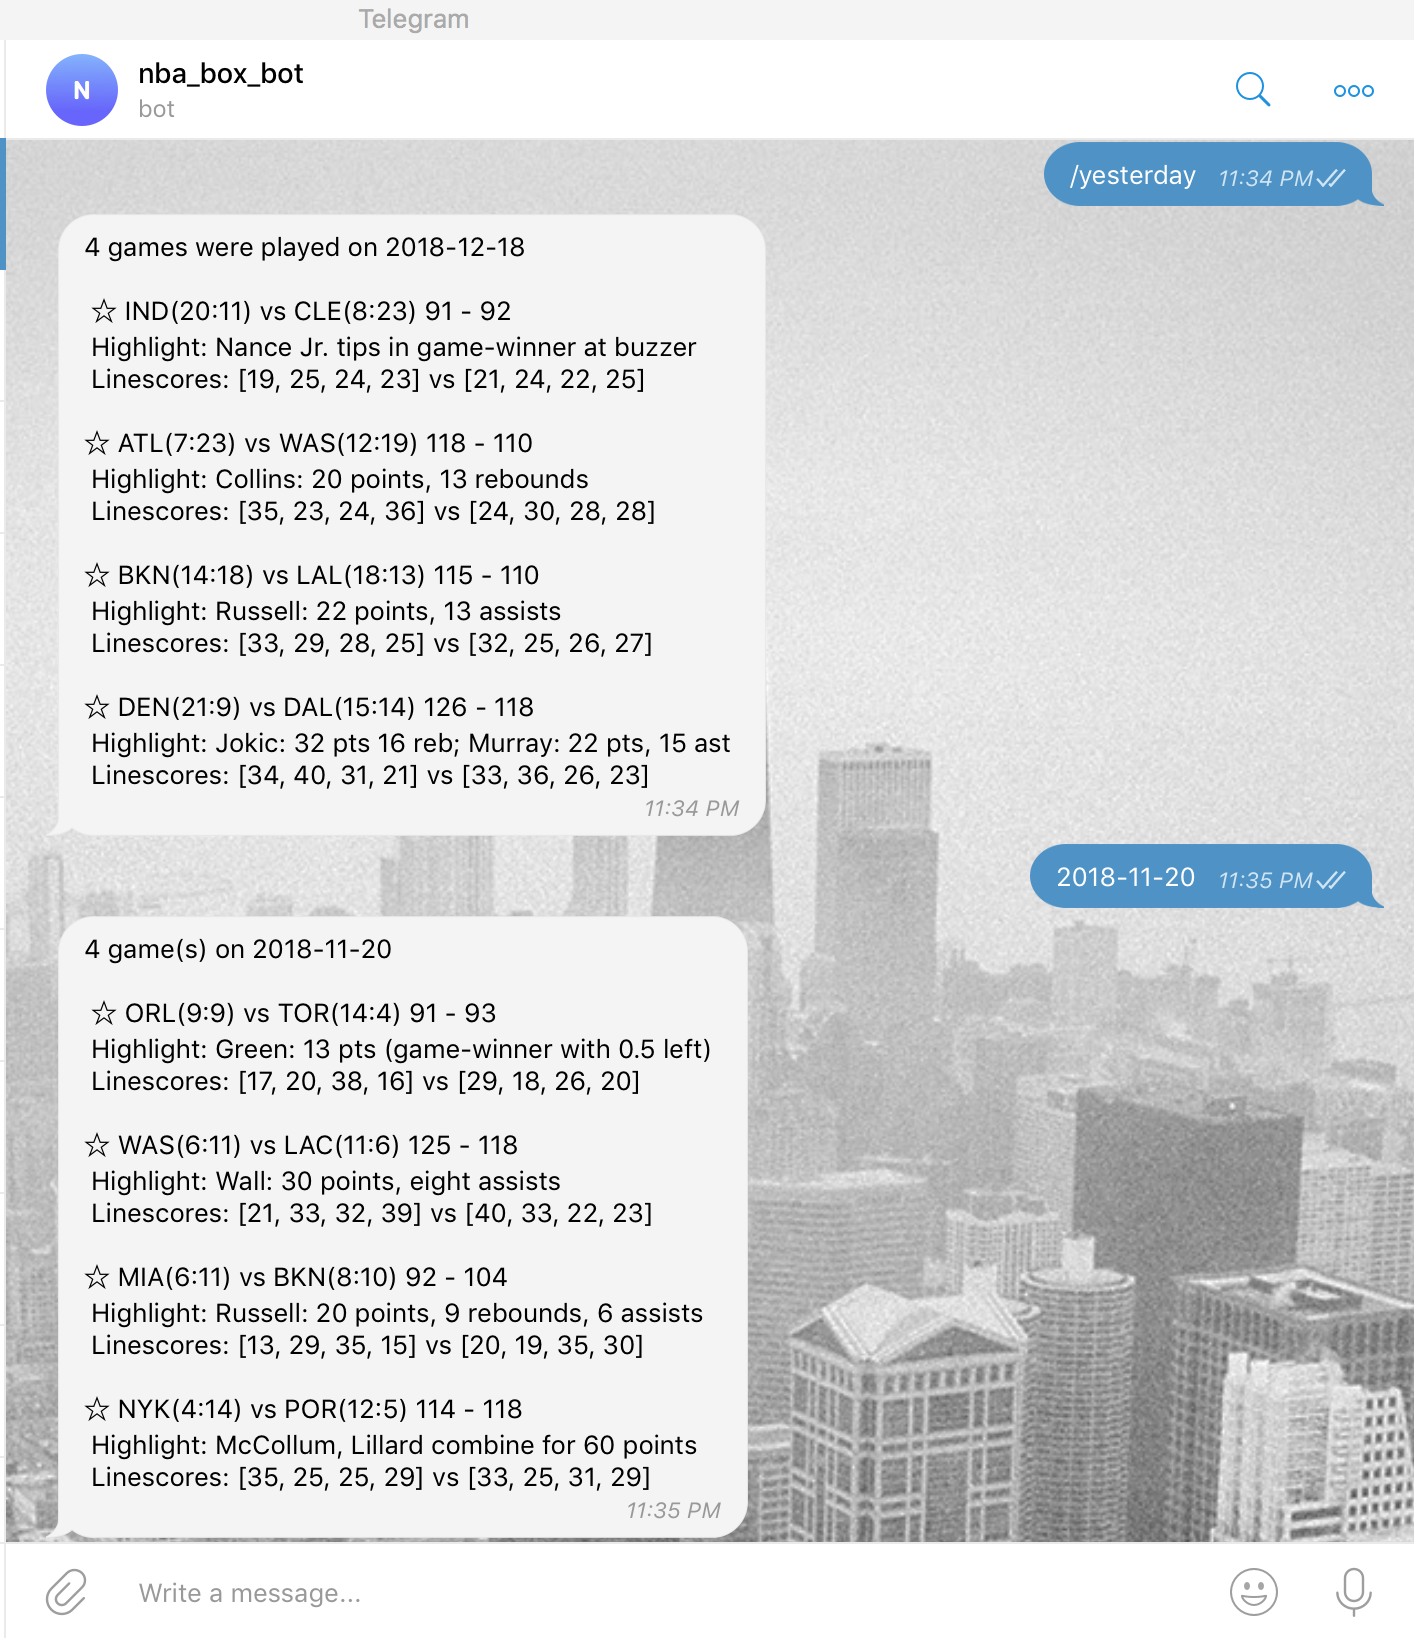 Telegram
N
nba_box_bot
bot
/yesterday 11:34 PM
4 games were played on 2018-12-18
☆ IND(20:11) vs CLE(8:23) 91 - 92
Highlight: Nance Jr. tips in game-winner at buzzer
Linescores: [19, 25, 24, 23] vs [21, 24, 22, 25]
☆ ATL(7:23) vs WAS(12:19) 118 - 110
Highlight: Collins: 20 points, 13 rebounds
Linescores: [35, 23, 24, 36] vs [24, 30, 28, 28]
☆ BKN(14:18) vs LAL(18:13) 115 - 110
Highlight: Russell: 22 points, 13 assists
Linescores: [33, 29, 28, 25] vs [32, 25, 26, 27]
☆ DEN(21:9) vs DAL(15:14) 126 - 118
Highlight: Jokic: 32 pts 16 reb; Murray: 22 pts, 15 ast
Linescores: [34, 40, 31, 21] vs [33, 36, 26, 23]
11:34 PM
2018-11-20 11:35 PM
4 game(s) on 2018-11-20
☆ ORL(9:9) vs TOR(14:4) 91 - 93
Highlight: Green: 13 pts (game-winner with 0.5 left)
Linescores: [17, 20, 38, 16] vs [29, 18, 26, 20]
☆ WAS(6:11) vs LAC(11:6) 125 - 118
Highlight: Wall: 30 points, eight assists
Linescores: [21, 33, 32, 39] vs [40, 33, 22, 23]
☆ MIA(6:11) vs BKN(8:10) 92 - 104
Highlight: Russell: 20 points, 9 rebounds, 6 assists
Linescores: [13, 29, 35, 15] vs [20, 19, 35, 30]
☆ NYK(4:14) vs POR(12:5) 114 - 118
Highlight: McCollum, Lillard combine for 60 points
Linescores: [35, 25, 25, 29] vs [33, 25, 31, 29]
11:35 PM
Write a message...